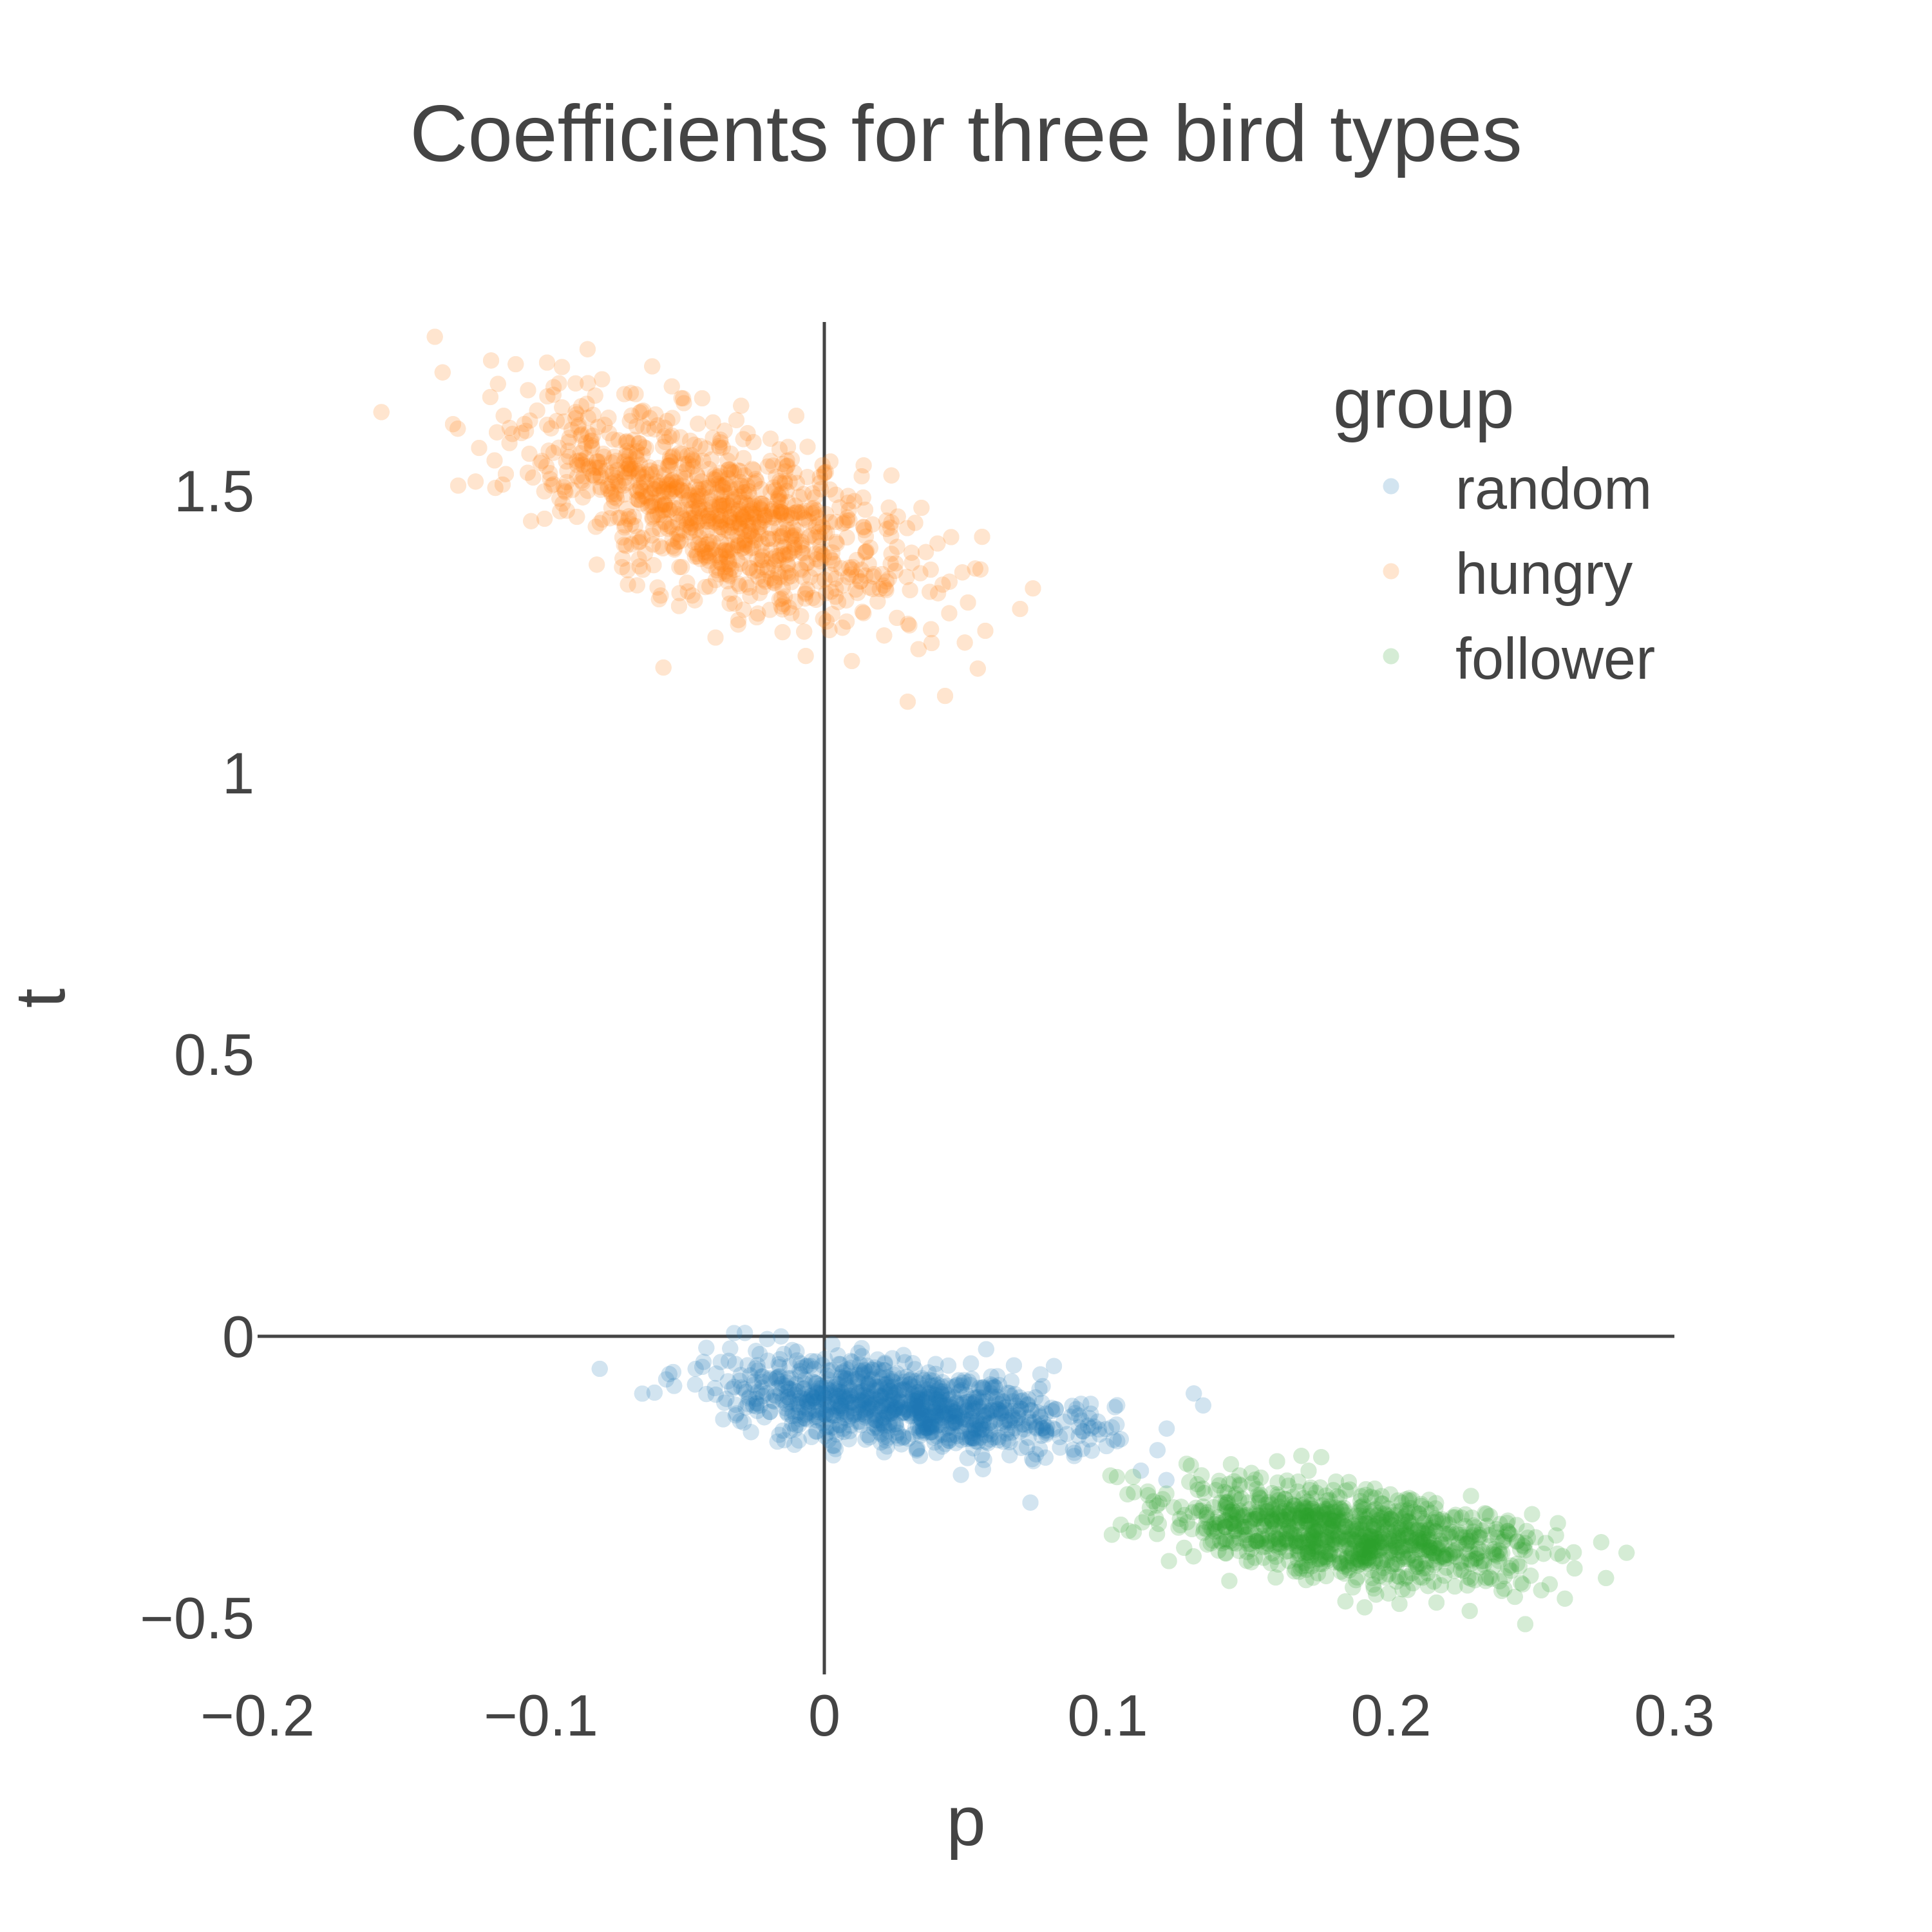 Coefficients for three bird types
group
random
hungry
follower
1.5
1
0.5
0
−0.5
t
−0.2
−0.1
0
0.1
0.2
0.3
p